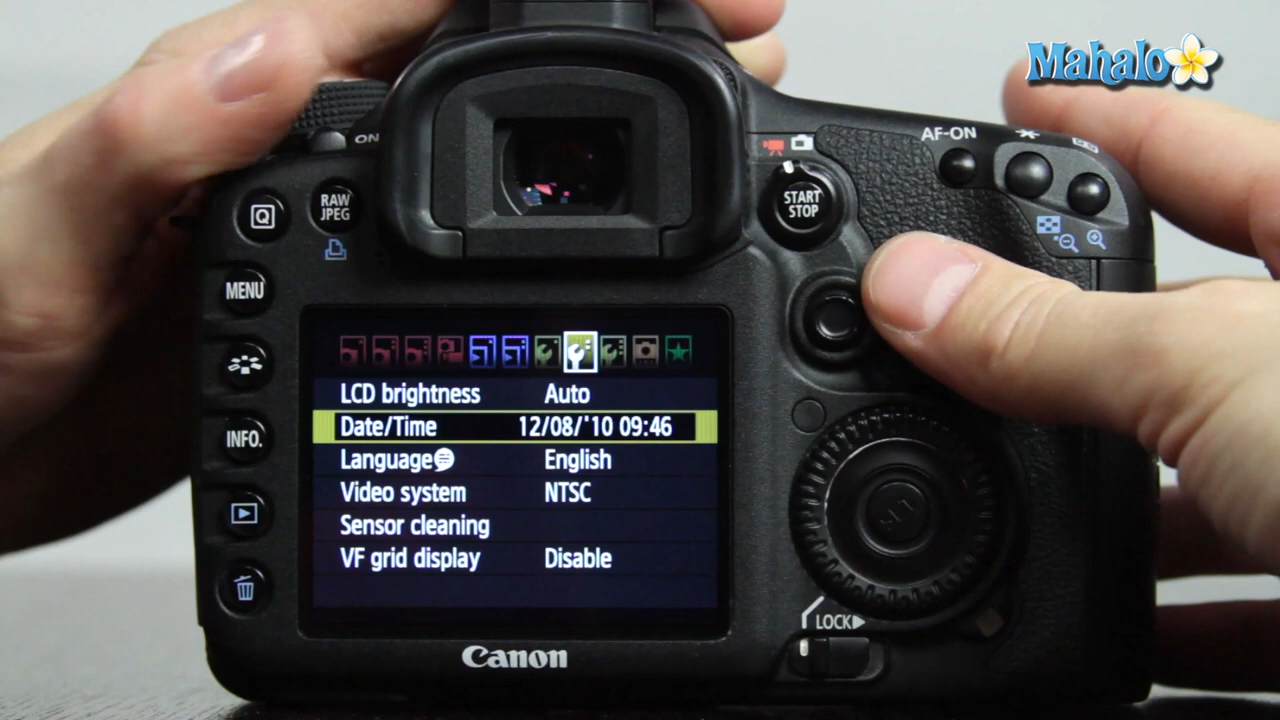 Mahalo
ON
AF-ON
RAW
JPEG
Q
START
STOP
MENU
INFO.
LCD brightness Auto
Date/Time 12/08/'10 09:46
Language English
Video system NTSC
Sensor cleaning
VF grid display Disable
LOCK
Canon